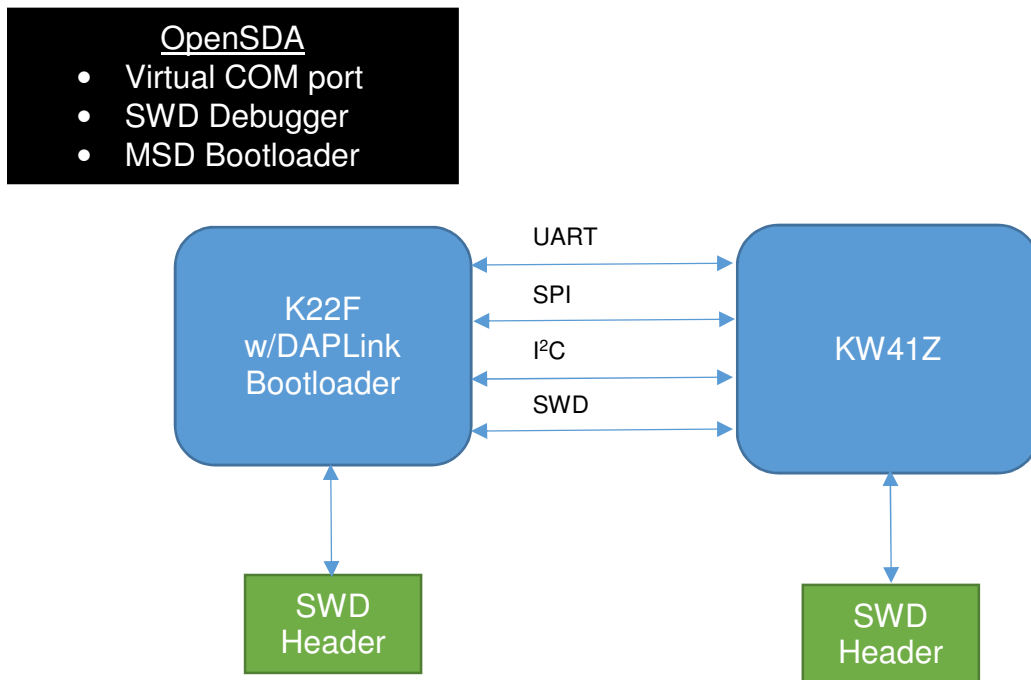 OpenSDA
• Virtual COM port
• SWD Debugger
• MSD Bootloader
UART
SPI
I²C
SWD
K22F
w/DAPLink
Bootloader
KW41Z
SWD
Header
SWD
Header